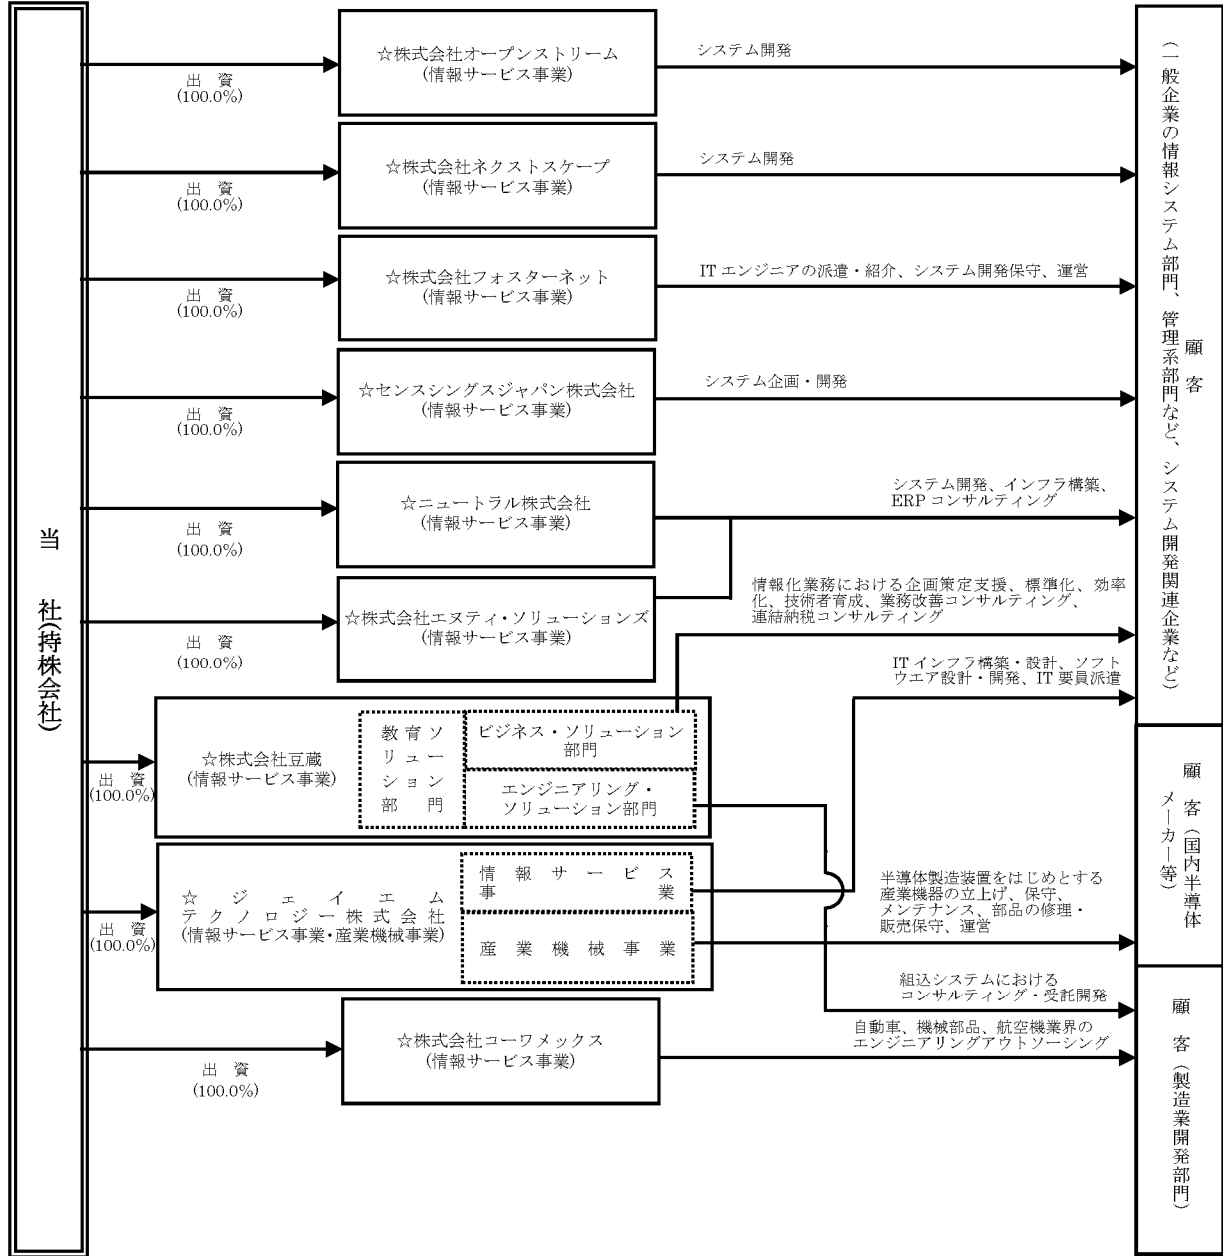 当　社(持株会社)
☆株式会社オープンストリーム
(情報サービス事業)
出　資
(100.0%)
システム開発
☆株式会社ネクストスケープ
(情報サービス事業)
出　資
(100.0%)
システム開発
☆株式会社フォスターネット
(情報サービス事業)
出　資
(100.0%)
ITエンジニアの派遣・紹介、システム開発保守、運営
☆センスシングスジャパン株式会社
(情報サービス事業)
出　資
(100.0%)
システム企画・開発
☆ニュートラル株式会社
(情報サービス事業)
出　資
(100.0%)
システム開発、インフラ構築、
ERPコンサルティング
☆株式会社エヌティ・ソリューションズ
(情報サービス事業)
出　資
(100.0%)
情報化業務における企画策定支援、標準化、効率
化、技術者育成、業務改善コンサルティング、
連結納税コンサルティング
ITインフラ構築・設計、ソフト
ウエア設計・開発、IT要員派遣
☆株式会社豆蔵
(情報サービス事業)
出　資
(100.0%)
教育ソ
リュー
ション
部　門
ビジネス・ソリューション
部門
エンジニアリング・
ソリューション部門
☆ジェイエム
テクノロジー株式会社
(情報サービス事業・産業機械事業)
出　資
(100.0%)
情報サービス
事業
産業機械事業
半導体製造装置をはじめとする
産業機器の立上げ、保守、
メンテナンス、部品の修理・
販売保守、運営
組込システムにおける
コンサルティング・受託開発
☆株式会社コーワメックス
(情報サービス事業)
出　資
(100.0%)
自動車、機械部品、航空機業界の
エンジニアリングアウトソーシング
顧　客
(一般企業の情報システム部門、管理系部門など、システム開発関連企業など)
顧　客(国内半導体
メーカー等)
顧　客(製造業開発部門)